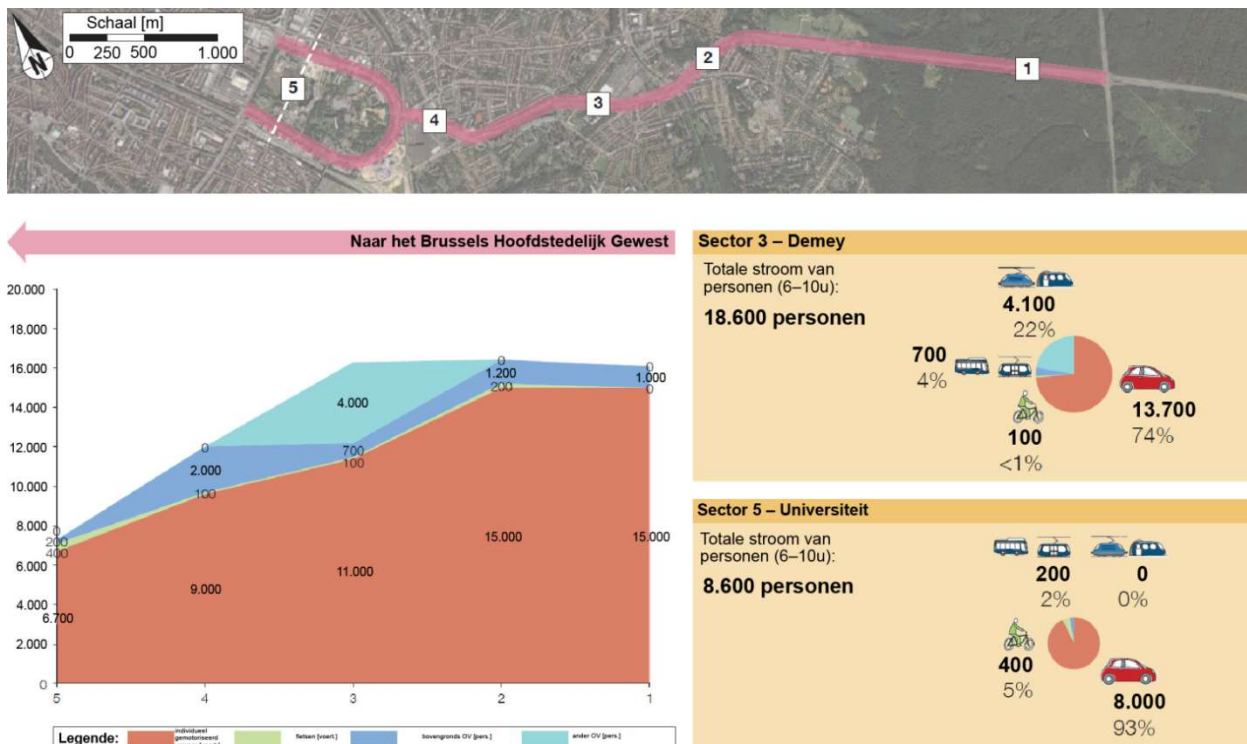 Schaal [m]
0 250 500 1.000
N
1
2
3
4
5
Naar het Brussels Hoofdstedelijk Gewest
20.000
18.000
16.000
14.000
12.000
10.000
8.000
6.000
4.000
2.000
0
5 4 3 2 1
0
200
400
6.700
0
2.000
100
9.000
4.000
700
100
11.000
0
1.200
200
15.000
0
1.000
0
15.000
Legende:
individueel
gemotoriseerd
fietsen [voert.]
bovengronds OV [pers.]
ander OV [pers.]
Sector 3 – Demey
Totale stroom van
personen (6–10u):
18.600 personen
4.100
22%
700
4%
100
<1%
13.700
74%
Sector 5 – Universiteit
Totale stroom van
personen (6–10u):
8.600 personen
200 0
2% 0%
400
5%
8.000
93%